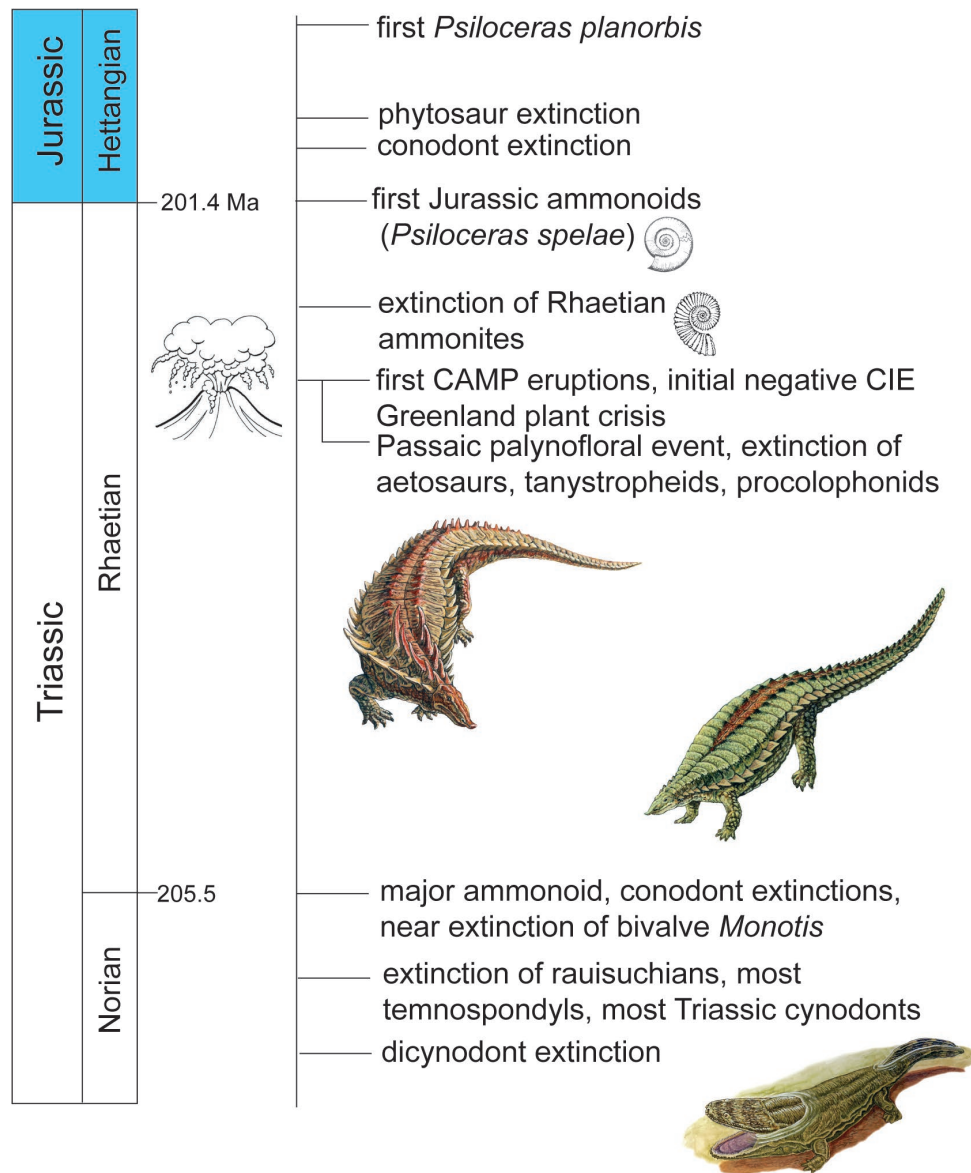 Jurassic
Hettangian
first Psiloceras planorbis
phytosaur extinction
conodont extinction
201.4 Ma
first Jurassic ammonoids
(Psiloceras spelae)
extinction of Rhaetian
ammonites
first CAMP eruptions, initial negative CIE
Greenland plant crisis
Passaic palynofloral event, extinction of
aetosaurs, tanystropheids, procolophonids
Triassic
Rhaetian
205.5
major ammonoid, conodont extinctions,
near extinction of bivalve Monotis
Norian
extinction of rauisuchians, most
temnospondyls, most Triassic cynodonts
dicynodont extinction